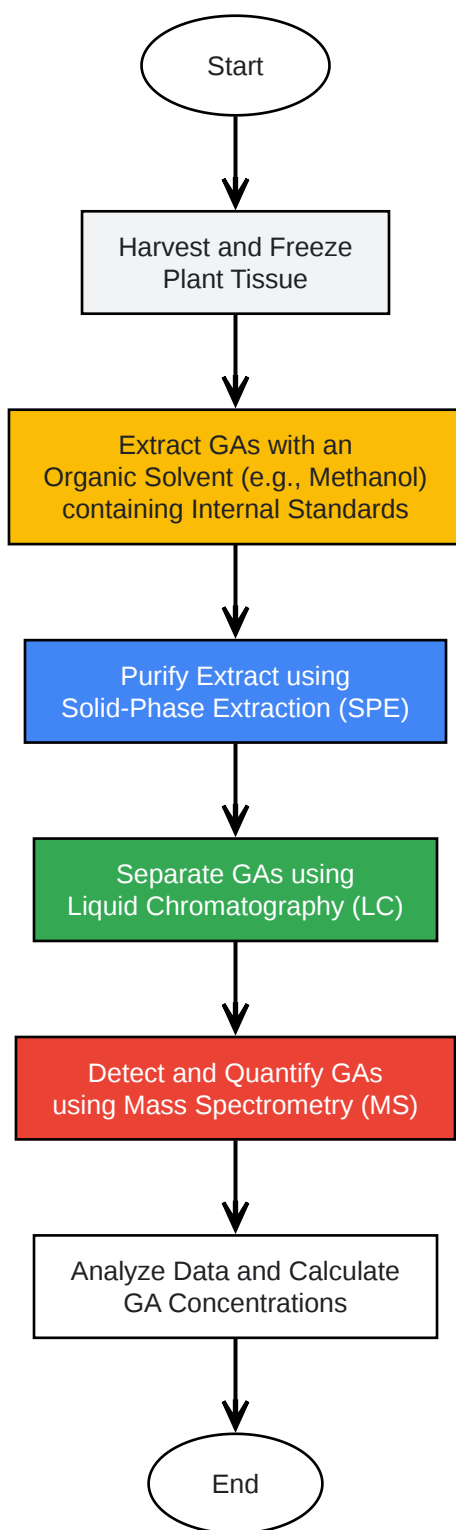 Start
Harvest and Freeze
Plant Tissue
Extract GAs with an
Organic Solvent (e.g., Methanol)
containing Internal Standards
Purify Extract using
Solid-Phase Extraction (SPE)
Separate GAs using
Liquid Chromatography (LC)
Detect and Quantify GAs
using Mass Spectrometry (MS)
Analyze Data and Calculate
GA Concentrations
End